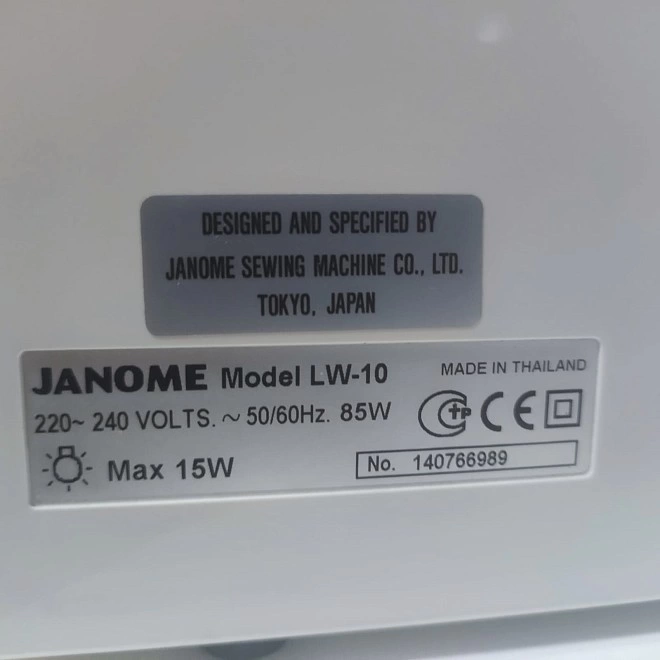 DESIGNED AND SPECIFIED BY
JANOME SEWING MACHINE CO., LTD.
TOKYO, JAPAN
JANOME Model LW-10
MADE IN THAILAND
220~ 240 VOLTS. ~ 50/60Hz. 85W
CE
Max 15W
No. 140766989